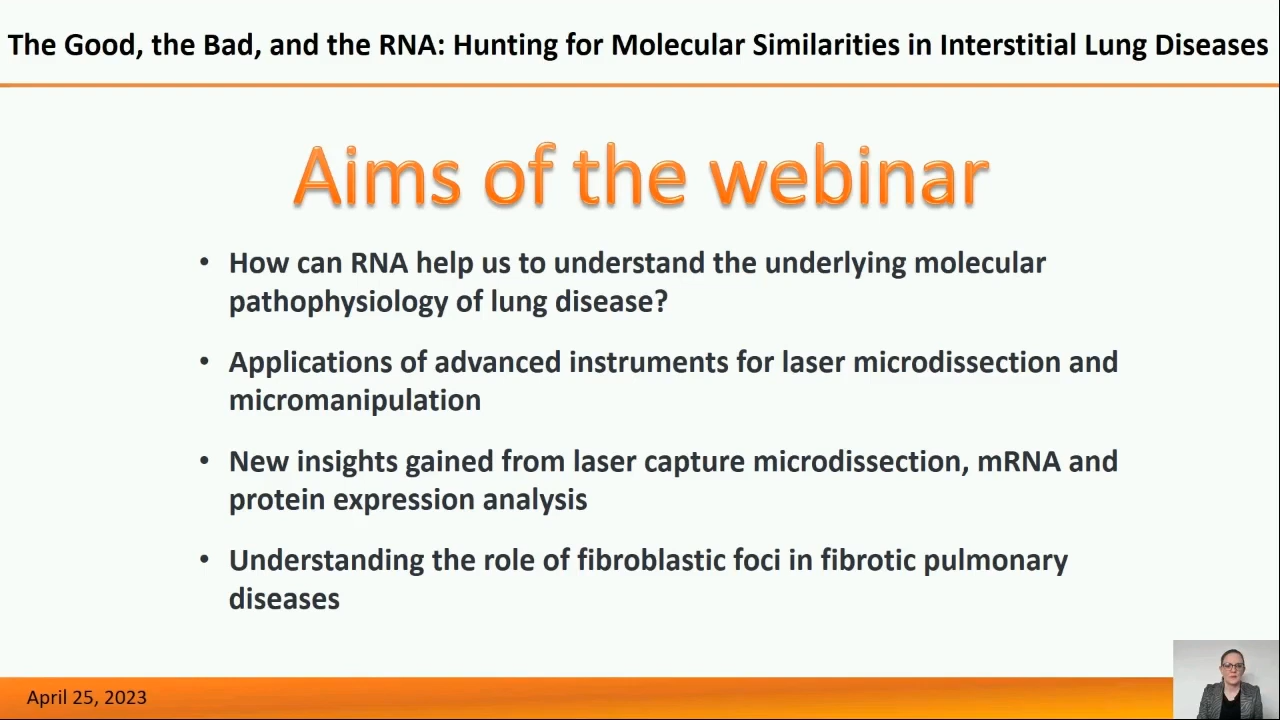 The Good, the Bad, and the RNA: Hunting for Molecular Similarities in Interstitial Lung Diseases
Aims of the webinar
• How can RNA help us to understand the underlying molecular
pathophysiology of lung disease?
• Applications of advanced instruments for laser microdissection and
micromanipulation
• New insights gained from laser capture microdissection, mRNA and
protein expression analysis
• Understanding the role of fibroblastic foci in fibrotic pulmonary
diseases
April 25, 2023